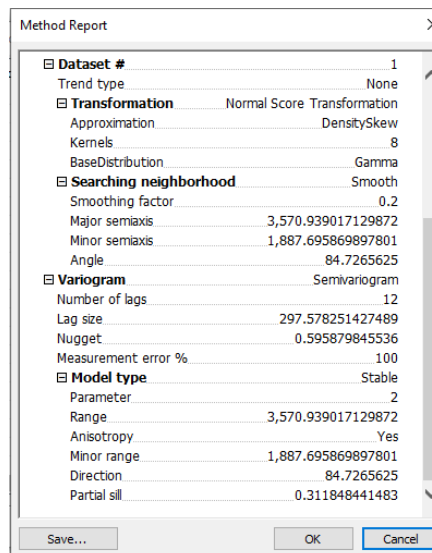 Method Report
Dataset # 1
Trend type None
Transformation Normal Score Transformation
Approximation DensitySkew
Kernels 8
BaseDistribution Gamma
Searching neighborhood Smooth
Smoothing factor 0.2
Major semiaxis 3,570.939017129872
Minor semiaxis 1,887.695869897801
Angle 84.7265625
Variogram Semivariogram
Number of lags 12
Lag size 297.578251427489
Nugget 0.595879845536
Measurement error % 100
Model type Stable
Parameter 2
Range 3,570.939017129872
Anisotropy Yes
Minor range 1,887.695869897801
Direction 84.7265625
Partial sill 0.311848441483
Save... OK Cancel